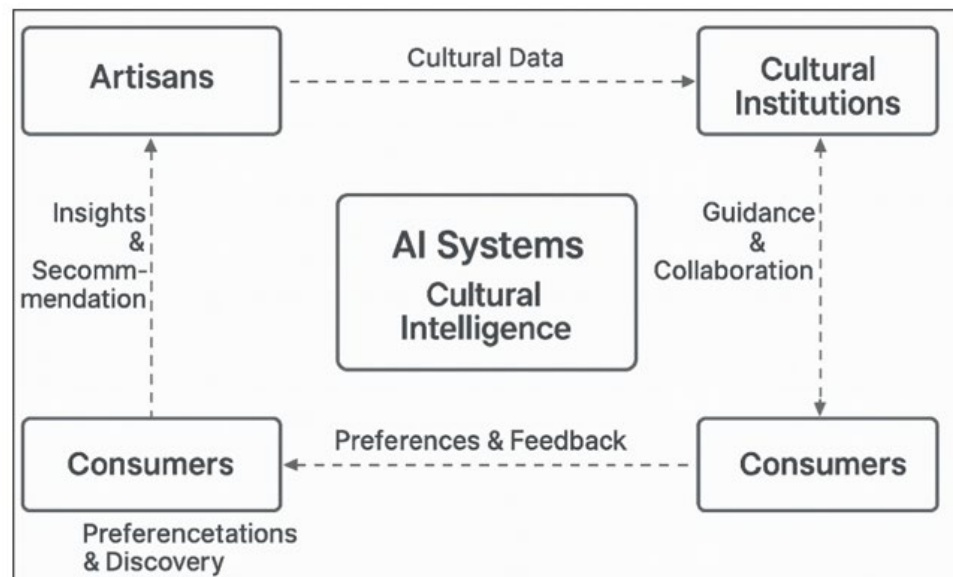 Artisans
Cultural Data
Cultural
Institutions
Insights
&
Secomm-
mendation
AI Systems
Cultural
Intelligence
Guidance
&
Collaboration
Consumers
Preferences & Feedback
Consumers
Preferencetations
& Discovery